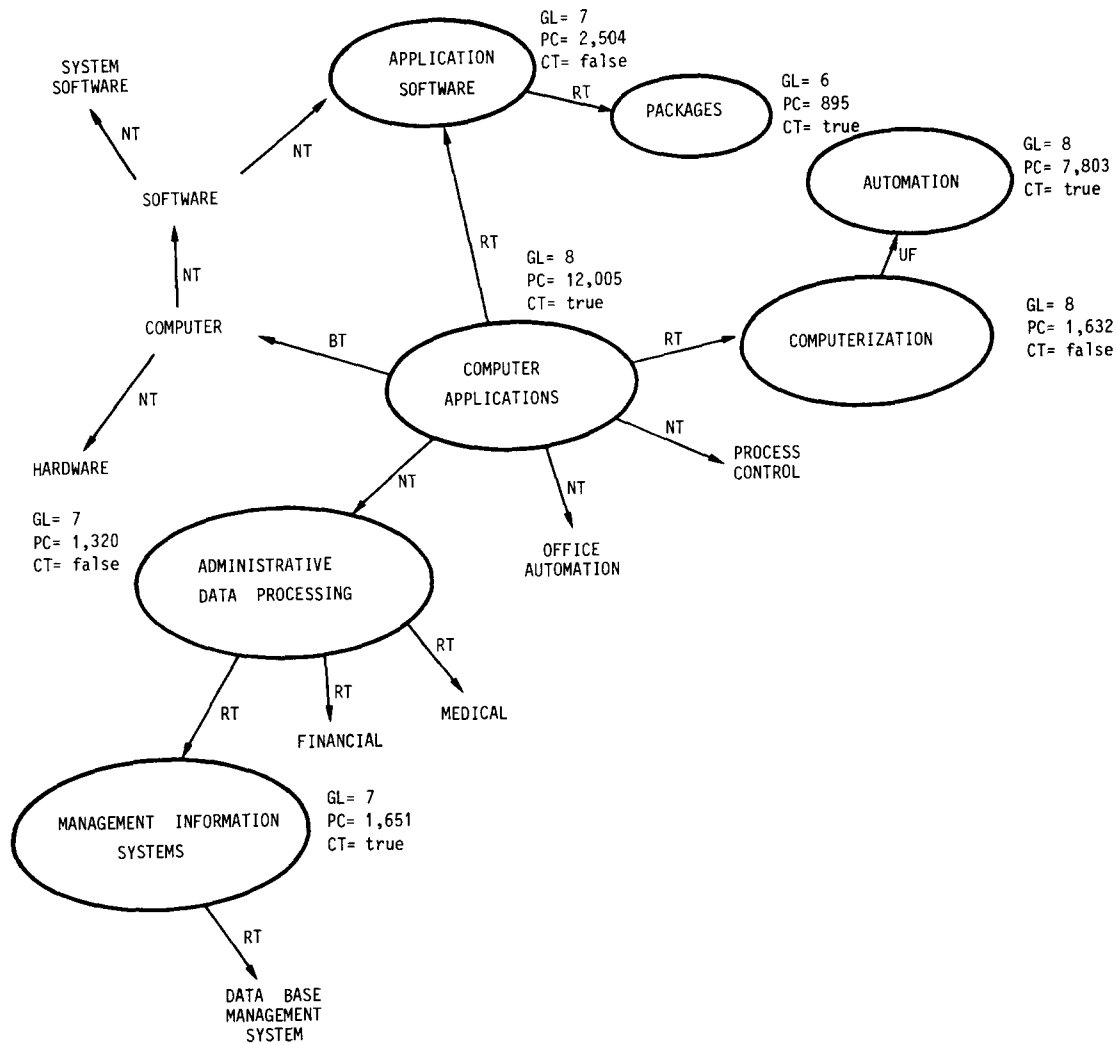 GL= 7
PC= 2,504
CT= false
APPLICATION
SOFTWARE
SYSTEM
SOFTWARE
RT
PACKAGES
GL= 6
PC= 895
CT= true
NT
NT
GL= 8
PC= 7,803
CT= true
AUTOMATION
SOFTWARE
RT
UF
GL= 8
PC= 12,005
CT= true
NT
COMPUTER
BT
RT
COMPUTERIZATION
GL= 8
PC= 1,632
CT= false
COMPUTER
APPLICATIONS
NT
NT
PROCESS
CONTROL
HARDWARE
NT
NT
GL= 7
PC= 1,320
CT= false
OFFICE
AUTOMATION
ADMINISTRATIVE
DATA PROCESSING
RT
RT
RT
MEDICAL
FINANCIAL
GL= 7
PC= 1,651
CT= true
MANAGEMENT INFORMATION
SYSTEMS
RT
DATA BASE
MANAGEMENT
SYSTEM